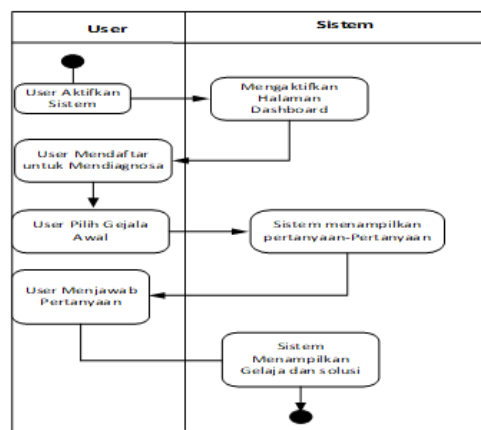 User
Sistem
User Aktifkan
Sistem
Mengaktifkan
Halaman
Dashboard
User Mendaftar
untuk Mendiagnosa
User Pilih Gejala
Awal
Sistem menampilkan
pertanyaan-Pertanyaan
User Menjawab
Pertanyaan
Sistem
Menampilkan
Gelaja dan solusi